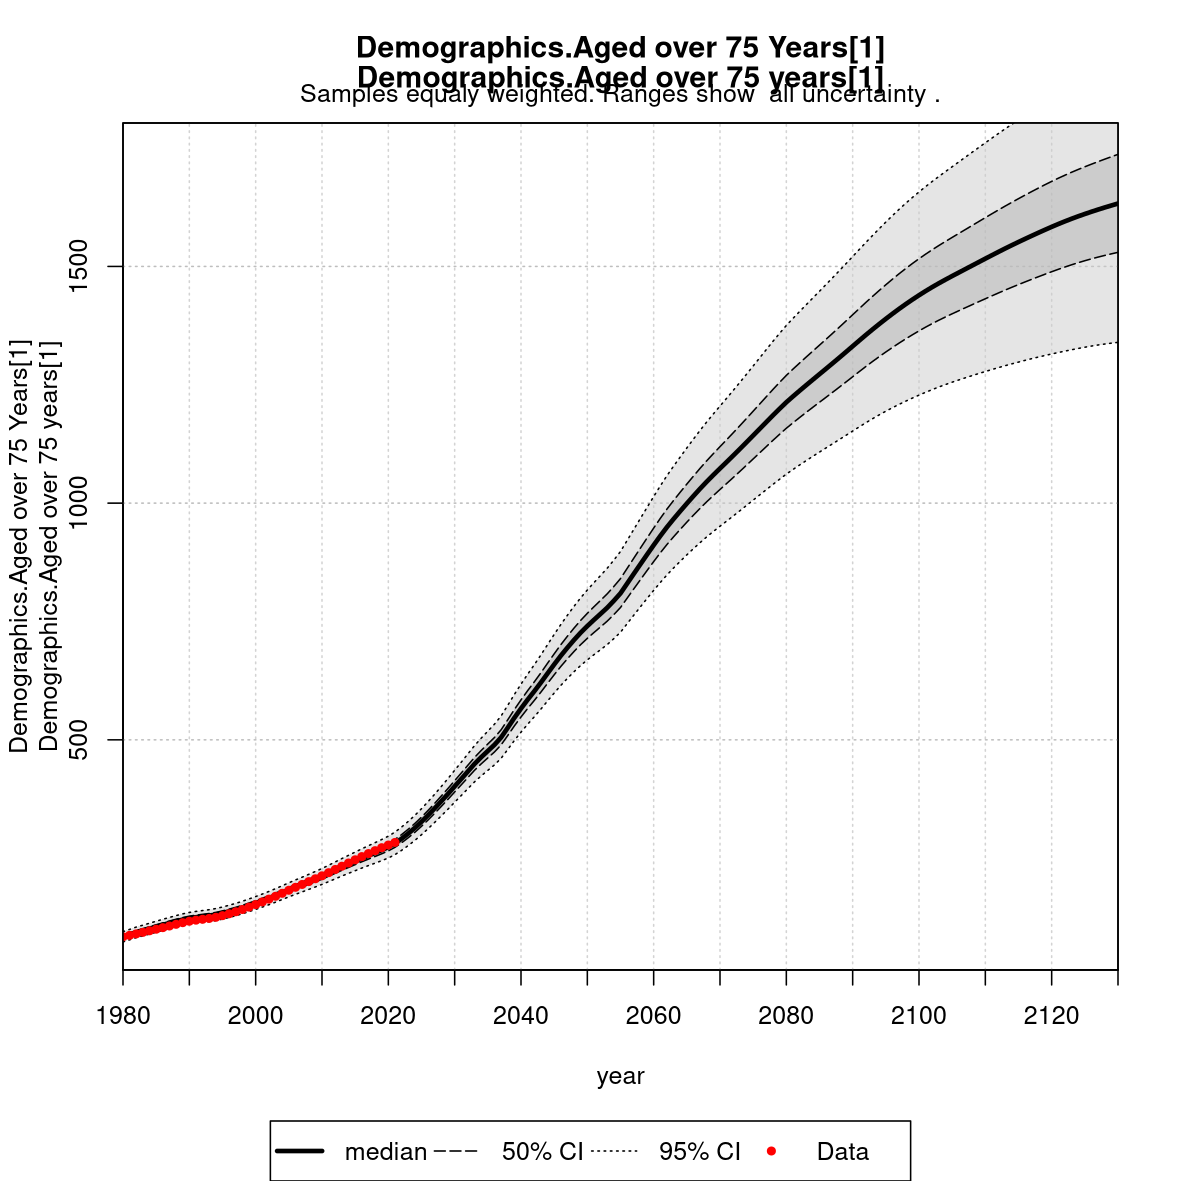 Demographics.Aged over 75 Years[1]
Demographics.Aged over 75 years[1]
Samples equaly weighted. Ranges show  all uncertainty .
Demographics.Aged over 75 Years[1]
Demographics.Aged over 75 years[1]
1500
1000
500
1980 2000 2020 2040 2060 2080 2100 2120
year
median 50% CI 95% CI Data